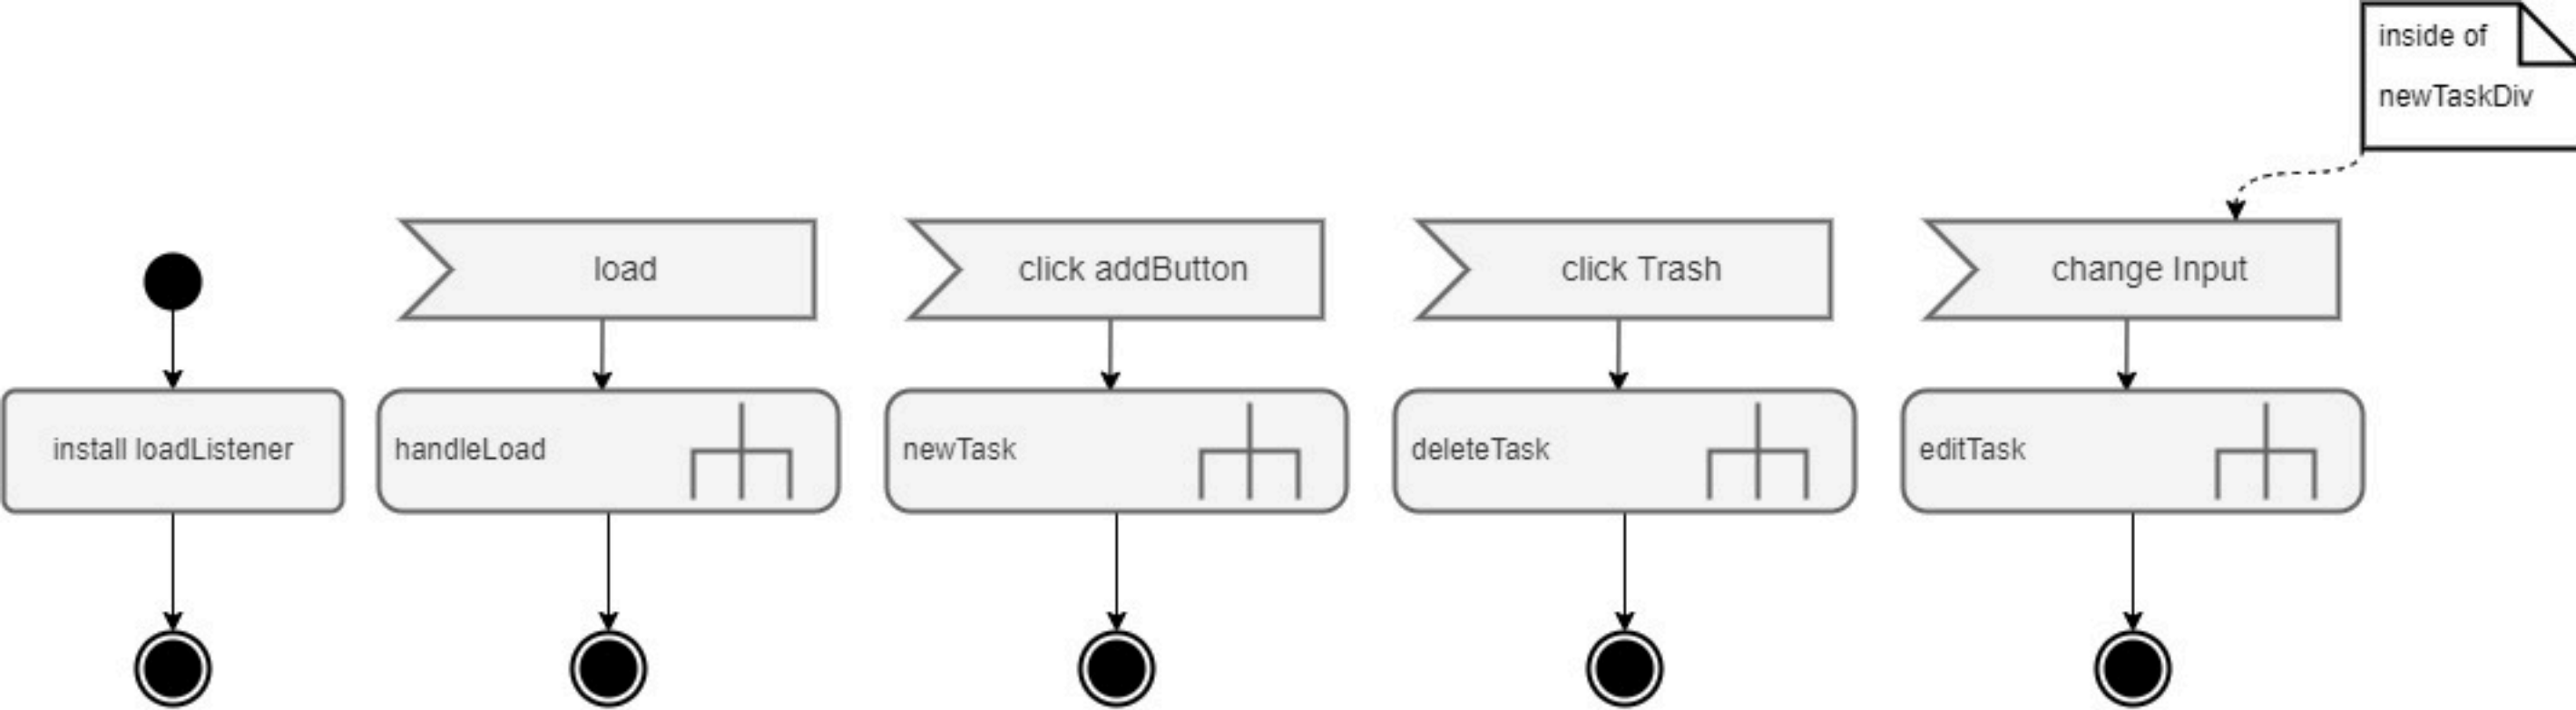 inside of
newTaskDiv
load
click addButton
click Trash
change Input
install loadListener
handleLoad
newTask
deleteTask
editTask